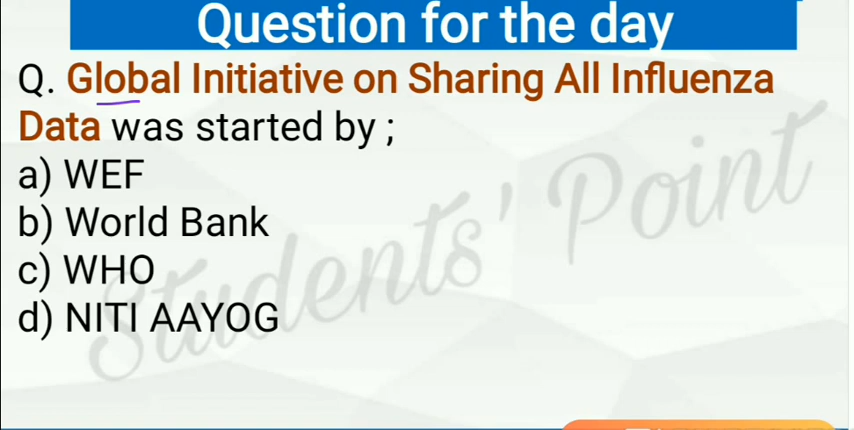 Question for the day
Q. Global Initiative on Sharing All Influenza
Data was started by ;
a) WEF
b) World Bank
c) WHO
d) NITI AAYOG
Students' Point